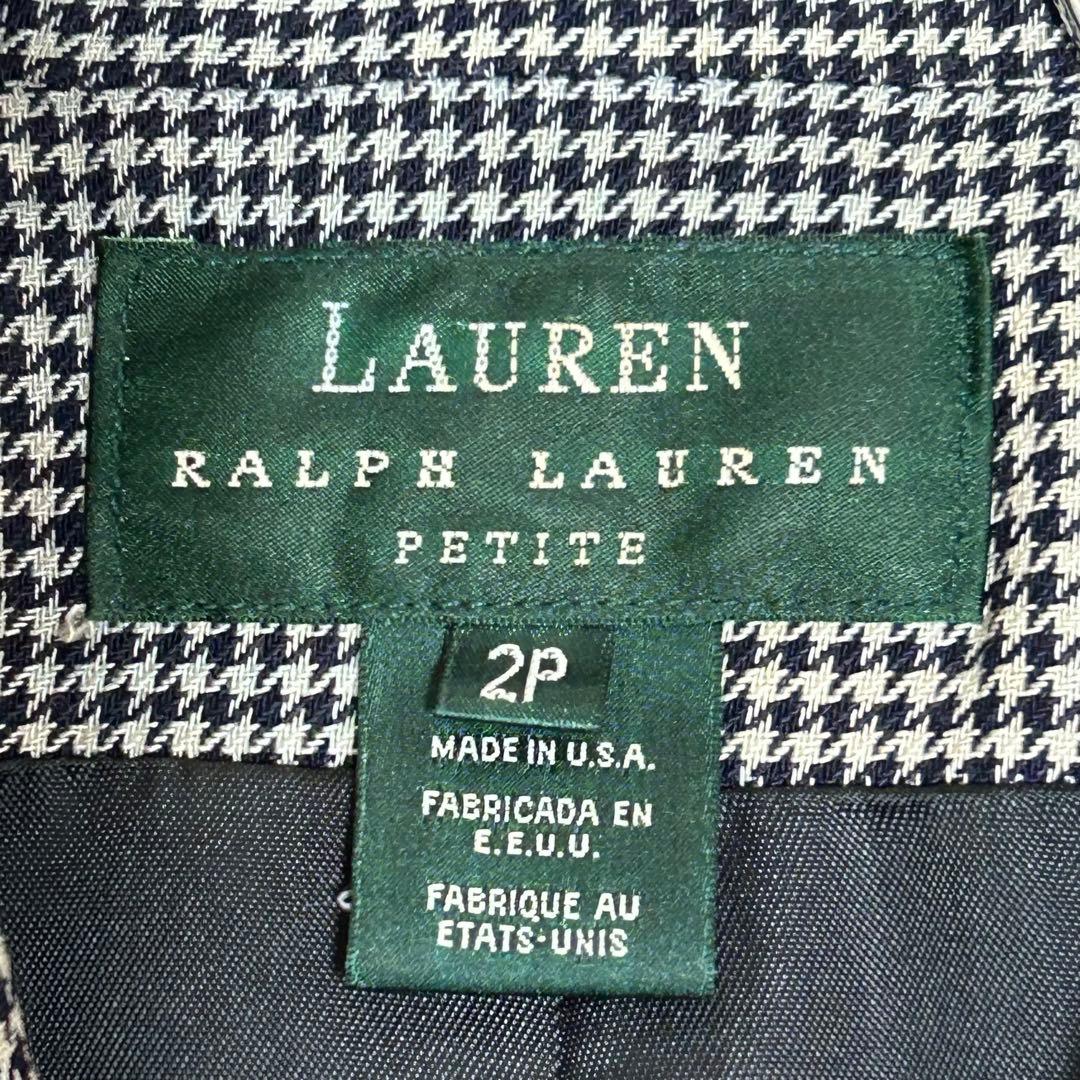 LAUREN
RALPH LAUREN
PETITE
2P
MADE IN U.S.A.
FABRICADA EN
E.E.U.U.
FABRIQUE AU
ETATS-UNIS